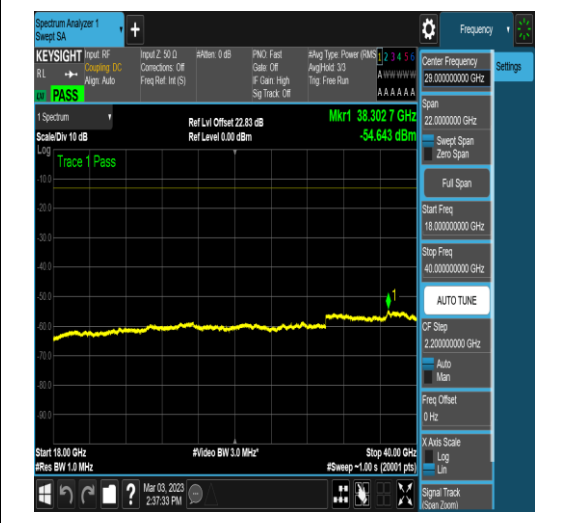 Spectrum Analyzer 1
Swept SA
Frequency
KEYSIGHT
RL
PASS
Input: RF
Coupling: DC
Align: Auto
Input Z: 50 Ω
Corrections: Off
Freq Ref: Int (S)
#Atten: 0 dB
PNO: Fast
Gate: Off
IF Gain: High
Sig Track: Off
#Avg Type: Power (RMS
Avg|Hold: 3/3
Trig: Free Run
1 2 3 4 5 6
A W W W W W
A A A A A A
1 Spectrum
Scale/Div 10 dB
Ref Lvl Offset 22.83 dB
Ref Level 0.00 dBm
Mkr1 38.302 7 GHz
-54.643 dBm
Log
Trace 1 Pass
-10.0
-20.0
-30.0
-40.0
-50.0
-60.0
-70.0
-80.0
-90.0
1
Start 18.00 GHz
#Res BW 1.0 MHz
#Video BW 3.0 MHz*
Stop 40.00 GHz
#Sweep ~1.00 s (20001 pts)
Mar 03, 2023
2:37:33 PM
Center Frequency
29.000000000 GHz
Settings
Span
22.0000000 GHz
Swept Span
Zero Span
Full Span
Start Freq
18.000000000 GHz
Stop Freq
40.000000000 GHz
AUTO TUNE
CF Step
2.200000000 GHz
Auto
Man
Freq Offset
0 Hz
X Axis Scale
Log
Lin
Signal Track
(Span Zoom)